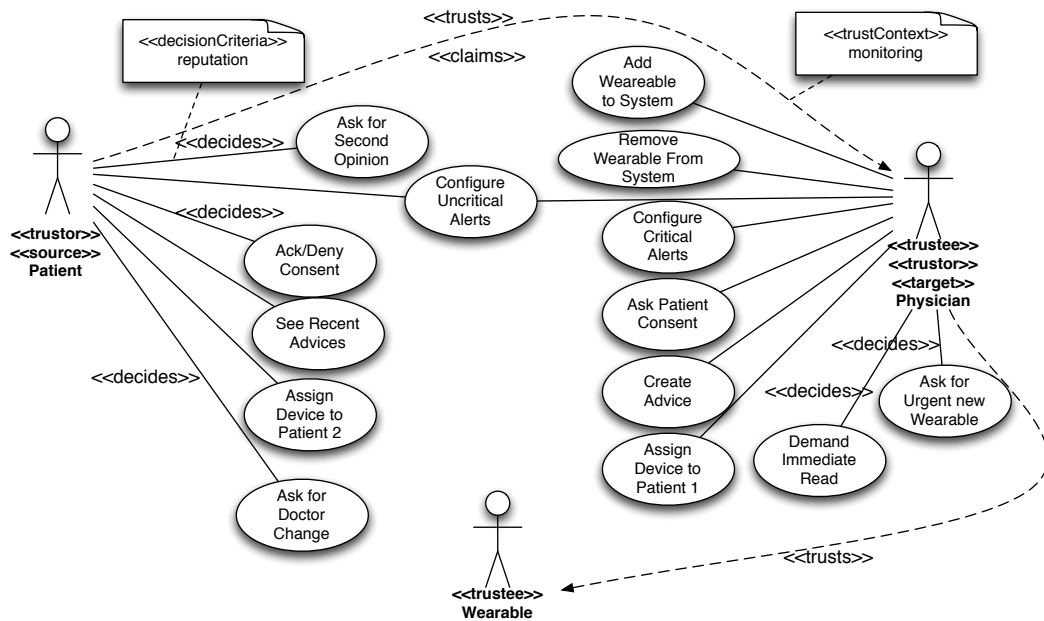 <<trusts>>
<<decisionCriteria>>
reputation
<<claims>>
<<trustContext>>
monitoring
Add
Weareable
to System
Ask for
Second
Opinion
<<decides>>
Remove
Wearable From
System
Configure
Uncritical
Alerts
<<decides>>
Configure
Critical
Alerts
<<trustor>>
<<source>>
Patient
Ack/Deny
Consent
<<trustee>>
<<trustor>>
<<target>>
Physician
Ask Patient
Consent
See Recent
Advices
<<decides>>
<<decides>>
Create
Advice
<<decides>>
Ask for
Urgent new
Wearable
Assign
Device to
Patient 2
Assign
Device to
Patient 1
Demand
Immediate
Read
Ask for
Doctor
Change
<<trusts>>
<<trustee>>
Wearable